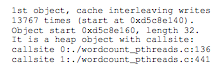 1st object, cache interleaving writes
13767 times (start at 0xd5c8e140).
Object start 0xd5c8e160, length 32.
It is a heap object with callsite:
callsite 0:./wordcount_pthreads.c:136
callsite 1:./wordcount_pthreads.c:441